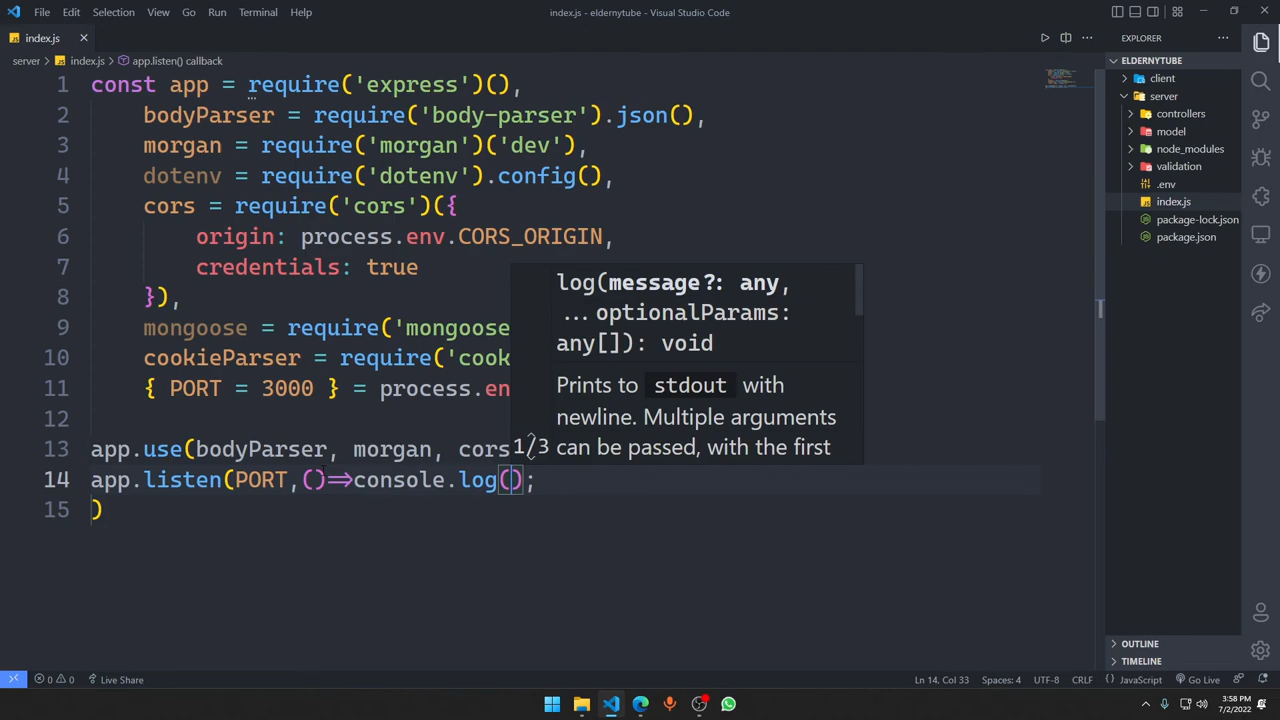 File Edit Selection View Go Run Terminal Help index.js - eldernytube - Visual Studio Code
index.js
server index.js app.listen() callback
1 const app = require('express')(),
2 bodyParser = require('body-parser').json(),
3 morgan = require('morgan')('dev'),
4 dotenv = require('dotenv').config(),
5 cors = require('cors')({
6 origin: process.env.CORS_ORIGIN,
7 credentials: true
8 }),
9 mongoose = require('mongoose
10 cookieParser = require('cook
11 { PORT = 3000 } = process.en
12
13 app.use(bodyParser, morgan, cors
14 app.listen(PORT,()=>console.log();
15 )
log(message?: any,
...optionalParams:
any[]): void
Prints to stdout with
newline. Multiple arguments
1/3 can be passed, with the first
EXPLORER
ELDERNYTUBE
client
server
controllers
model
node_modules
validation
.env
index.js
package-lock.json
package.json
OUTLINE
TIMELINE
0 0 Live Share Ln 14, Col 33 Spaces: 4 UTF-8 CRLF JavaScript Go Live
3:58 PM
7/2/2022